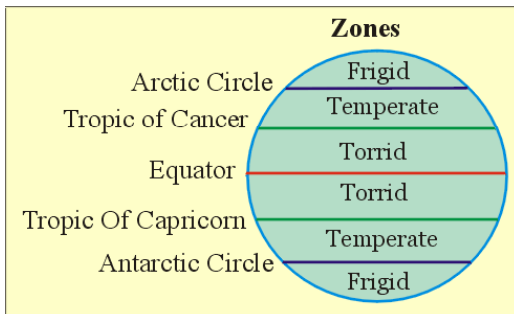 Zones
Frigid
Arctic Circle
Temperate
Tropic of Cancer
Torrid
Equator
Torrid
Tropic Of Capricorn
Temperate
Antarctic Circle
Frigid